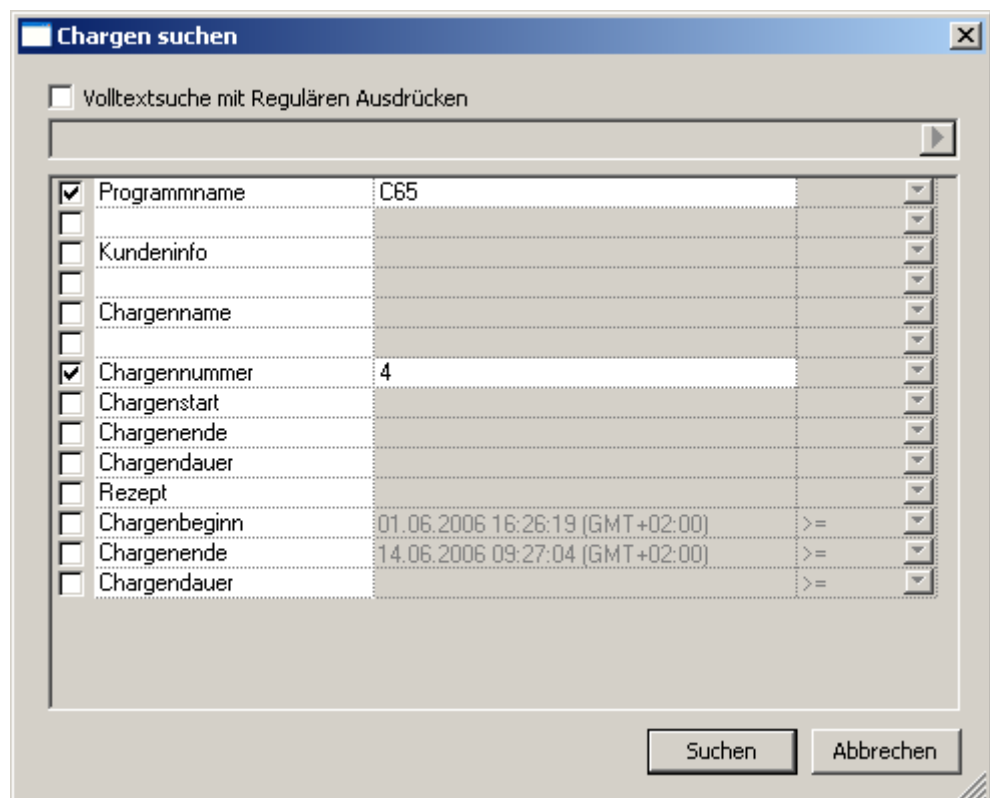 Chargen suchen
Volltextsuche mit Regulären Ausdrücken
Programmname C65
Kundeninfo
Chargenname
Chargennummer 4
Chargenstart
Chargenende
Chargendauer
Rezept
Chargenbeginn 01.06.2006 16:26:19 (GMT+02:00) >=
Chargenende 14.06.2006 09:27:04 (GMT+02:00) >=
Chargendauer >=
Suchen Abbrechen